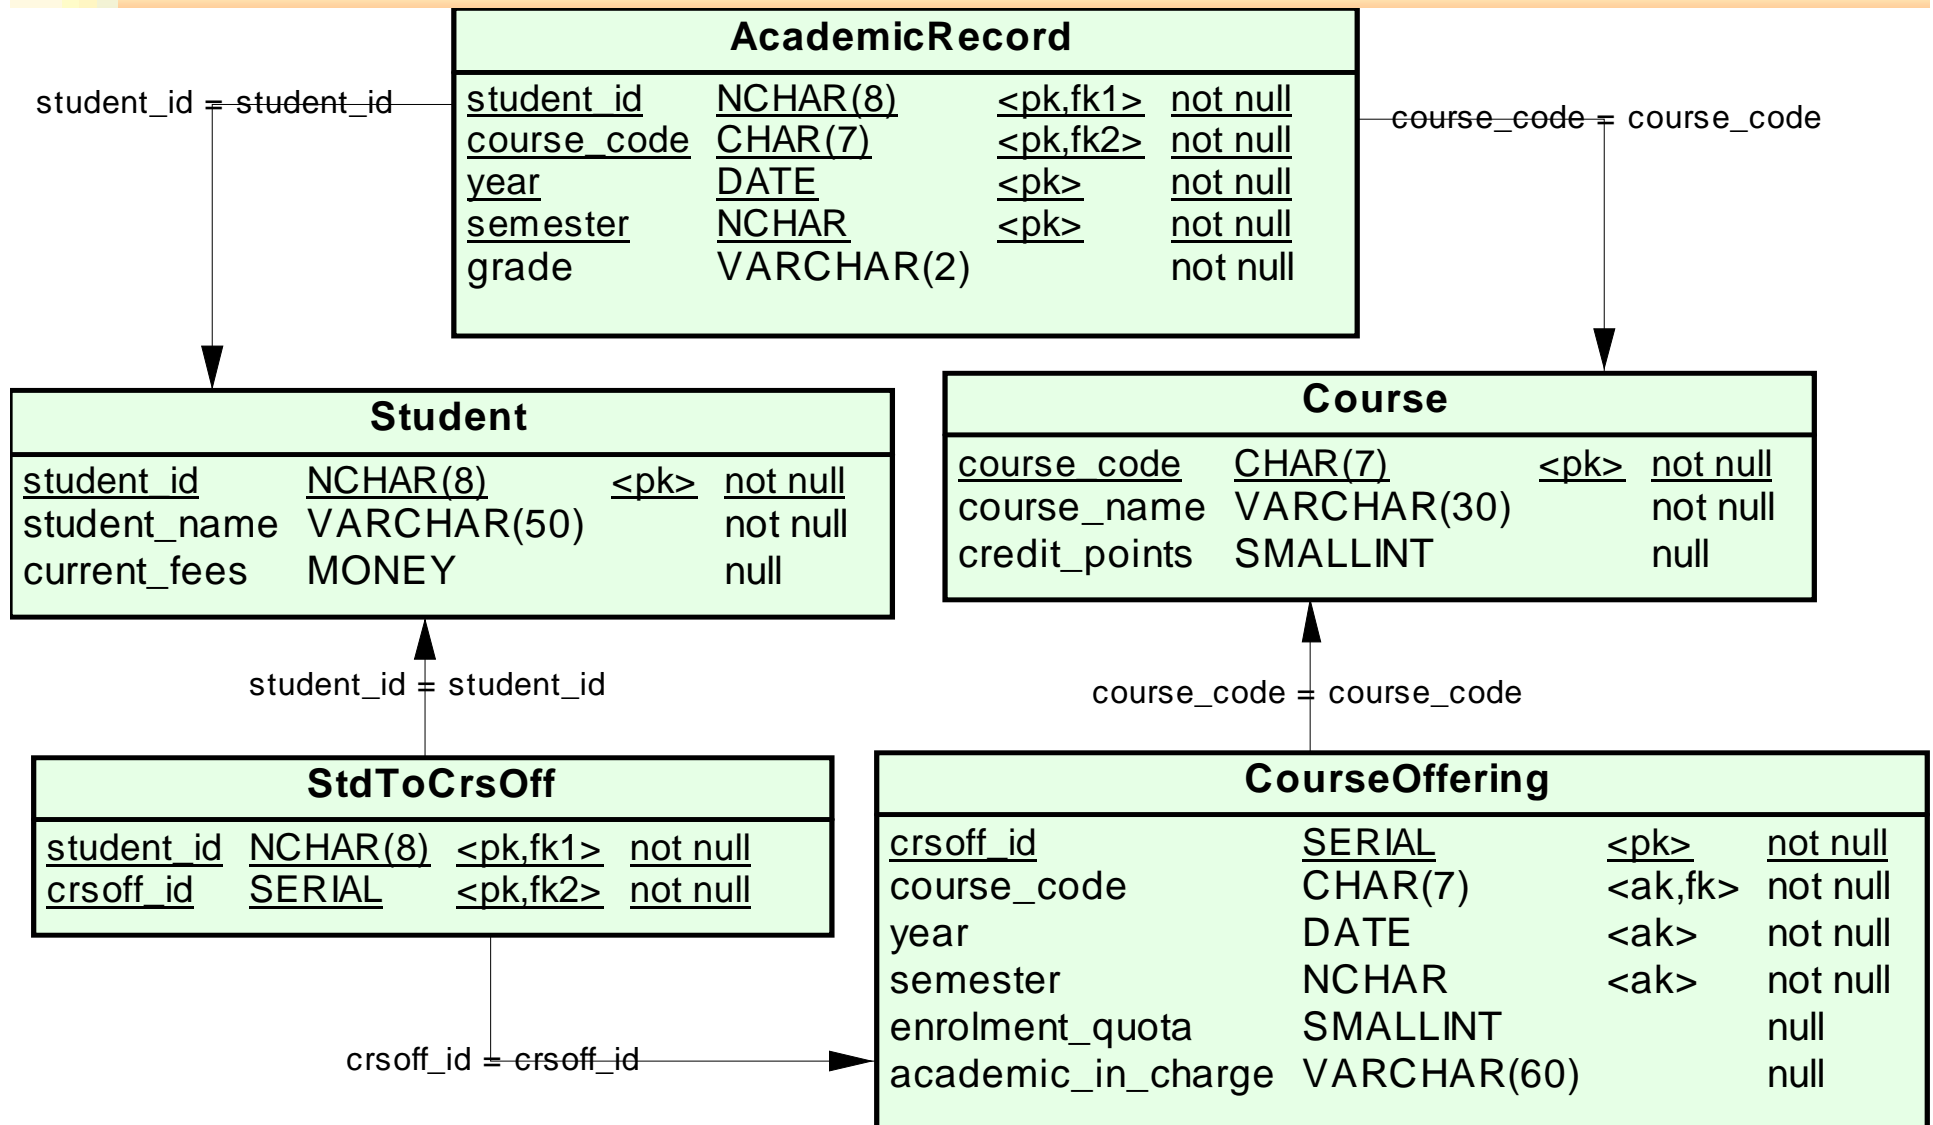 AcademicRecord
student_id = student_id
student_id NCHAR(8) <pk,fk1> not null
course_code CHAR(7) <pk,fk2> not null
year DATE <pk> not null
semester NCHAR <pk> not null
grade VARCHAR(2) not null
course_code = course_code
Student
student_id NCHAR(8) <pk> not null
student_name VARCHAR(50) not null
current_fees MONEY null
Course
course_code CHAR(7) <pk> not null
course_name VARCHAR(30) not null
credit_points SMALLINT null
student_id = student_id
course_code = course_code
StdToCrsOff
student_id NCHAR(8) <pk,fk1> not null
crsoff_id SERIAL <pk,fk2> not null
crsoff_id = crsoff_id
CourseOffering
crsoff_id SERIAL <pk> not null
course_code CHAR(7) <ak,fk> not null
year DATE <ak> not null
semester NCHAR <ak> not null
enrolment_quota SMALLINT null
academic_in_charge VARCHAR(60) null